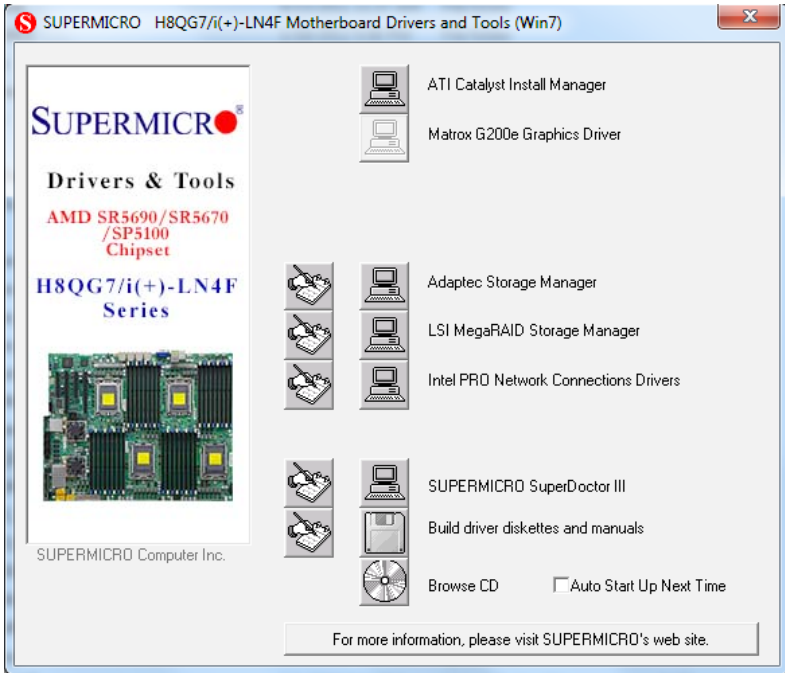 SUPERMICRO H8QG7/i(+)-LN4F Motherboard Drivers and Tools (Win7)
SUPERMICRO®
Drivers & Tools
AMD SR5690/SR5670
/SP5100
Chipset
H8QG7/i(+)-LN4F
Series
SUPERMICRO Computer Inc.
ATI Catalyst Install Manager
Matrox G200e Graphics Driver
Adaptec Storage Manager
LSI MegaRAID Storage Manager
Intel PRO Network Connections Drivers
SUPERMICRO SuperDoctor III
Build driver diskettes and manuals
Browse CD
Auto Start Up Next Time
For more information, please visit SUPERMICRO's web site.